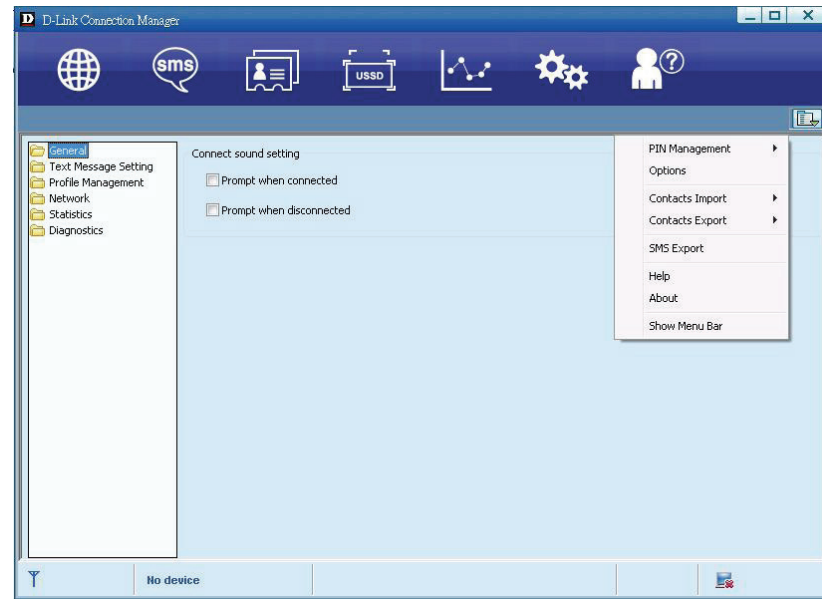 D D-Link Connection Manager
sms
USSD
?
General
Text Message Setting
Profile Management
Network
Statistics
Diagnostics
Connect sound setting
Prompt when connected
Prompt when disconnected
PIN Management
Options
Contacts Import
Contacts Export
SMS Export
Help
About
Show Menu Bar
No device